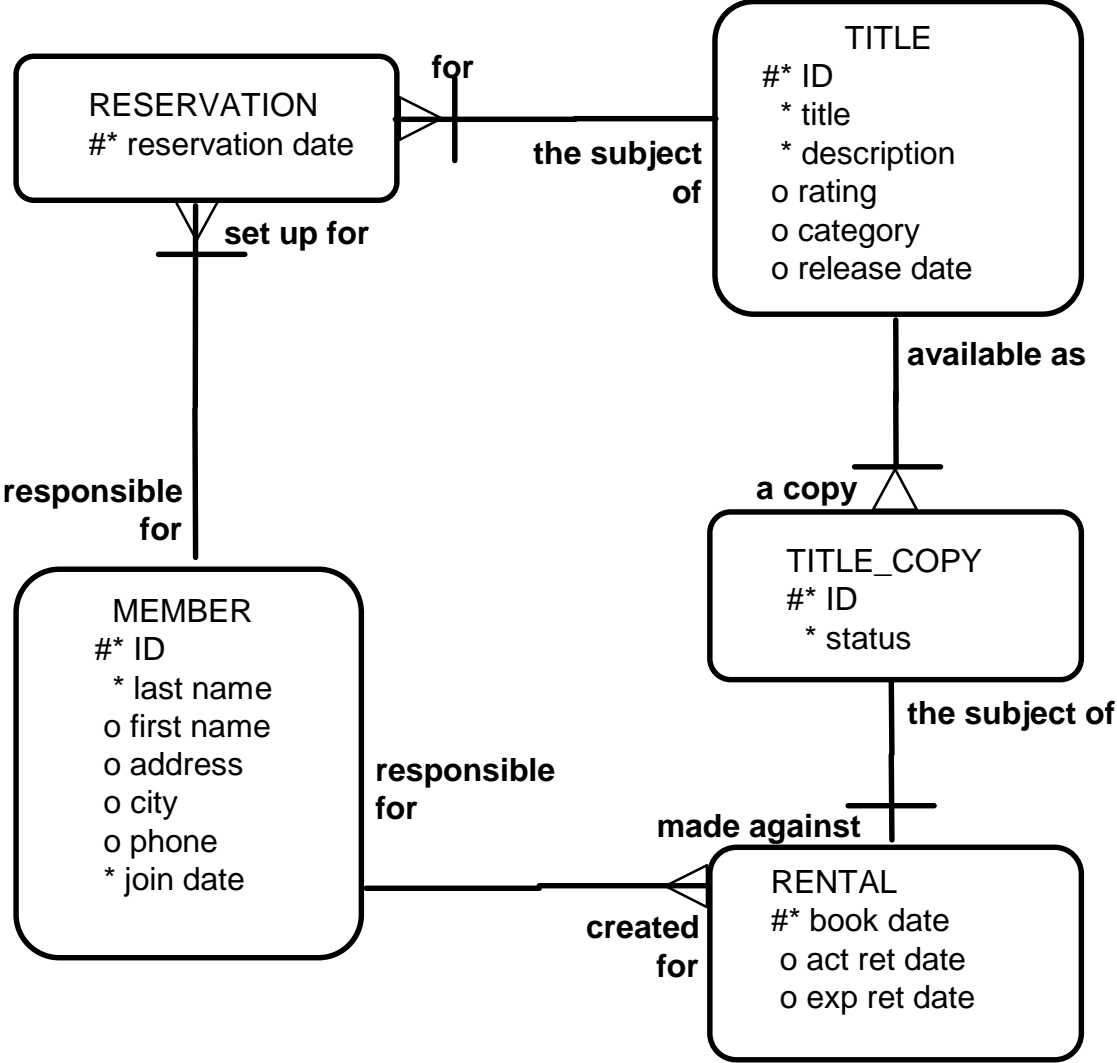 RESERVATION
#* reservation date
for
the subject
of
TITLE
#* ID
* title
* description
o rating
o category
o release date
set up for
available as
responsible
for
a copy
TITLE_COPY
#* ID
* status
MEMBER
#* ID
* last name
o first name
o address
o city
o phone
* join date
the subject of
responsible
for
made against
created
for
RENTAL
#* book date
o act ret date
o exp ret date